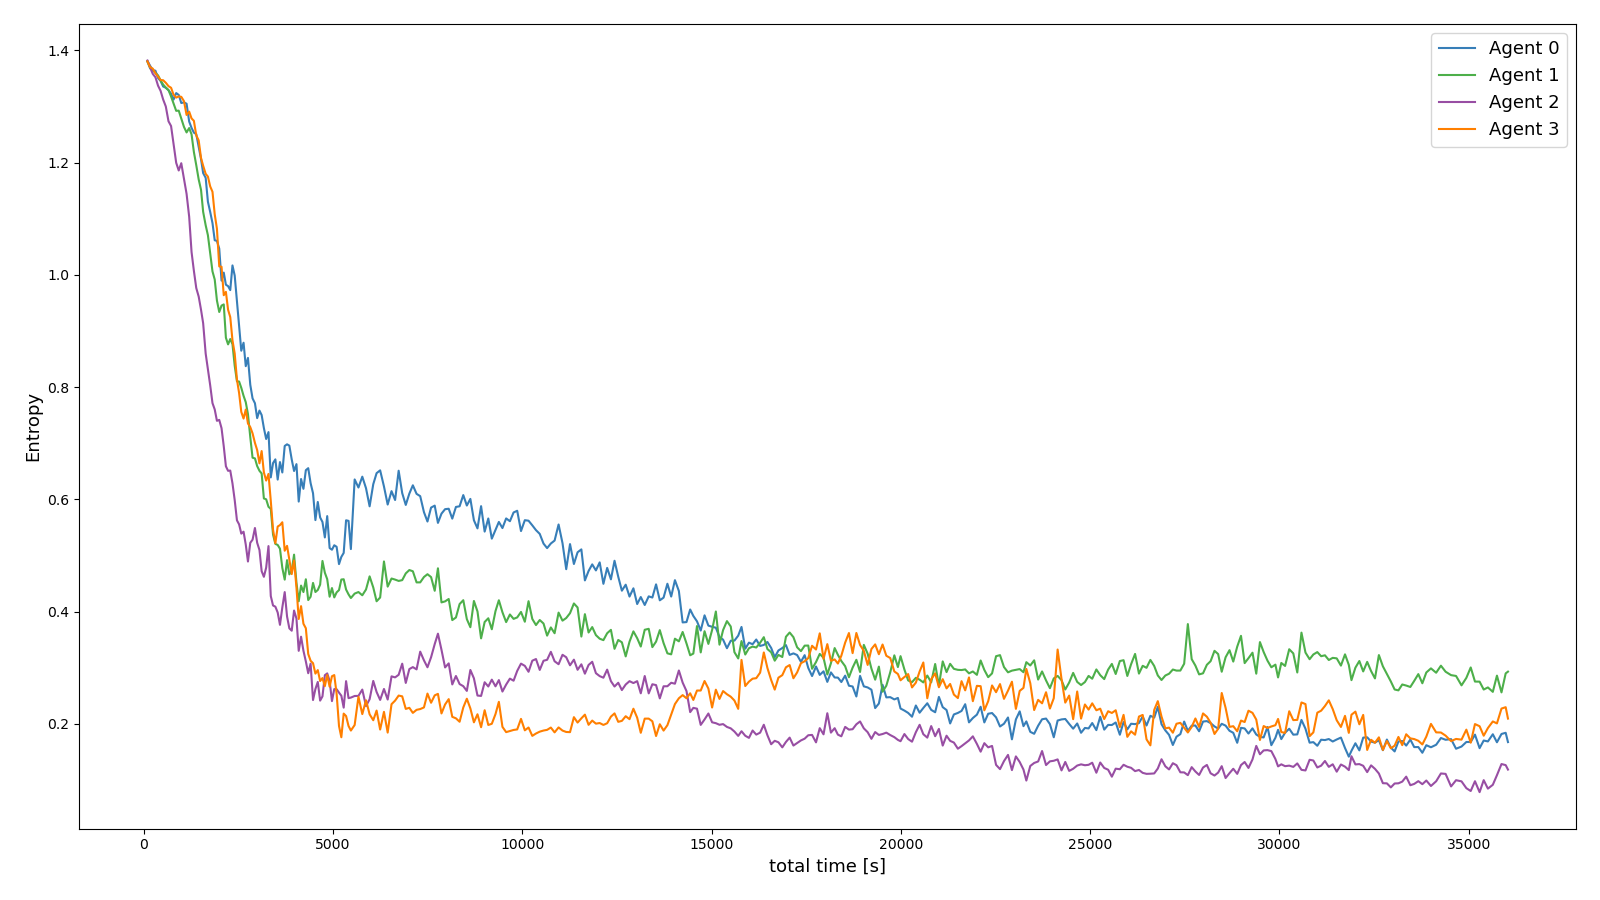 Agent 0
Agent 1
Agent 2
Agent 3
1.4
1.2
1.0
0.8
0.6
0.4
0.2
Entropy
0 5000 10000 15000 20000 25000 30000 35000
total time [s]